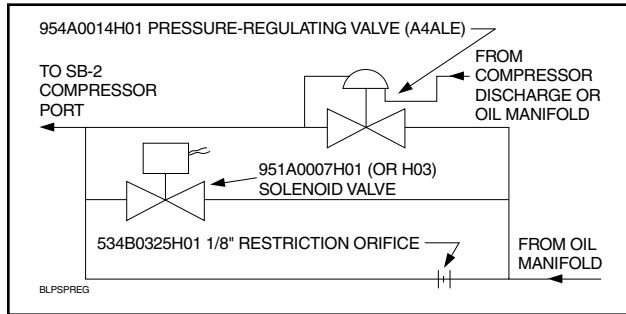 954A0014H01 PRESSURE-REGULATING VALVE (A4ALE)
TO SB-2
COMPRESSOR
PORT
FROM
COMPRESSOR
DISCHARGE OR
OIL MANIFOLD
951A0007H01 (OR H03)
SOLENOID VALVE
534B0325H01 1/8" RESTRICTION ORIFICE
FROM OIL
MANIFOLD
BLPSPREG